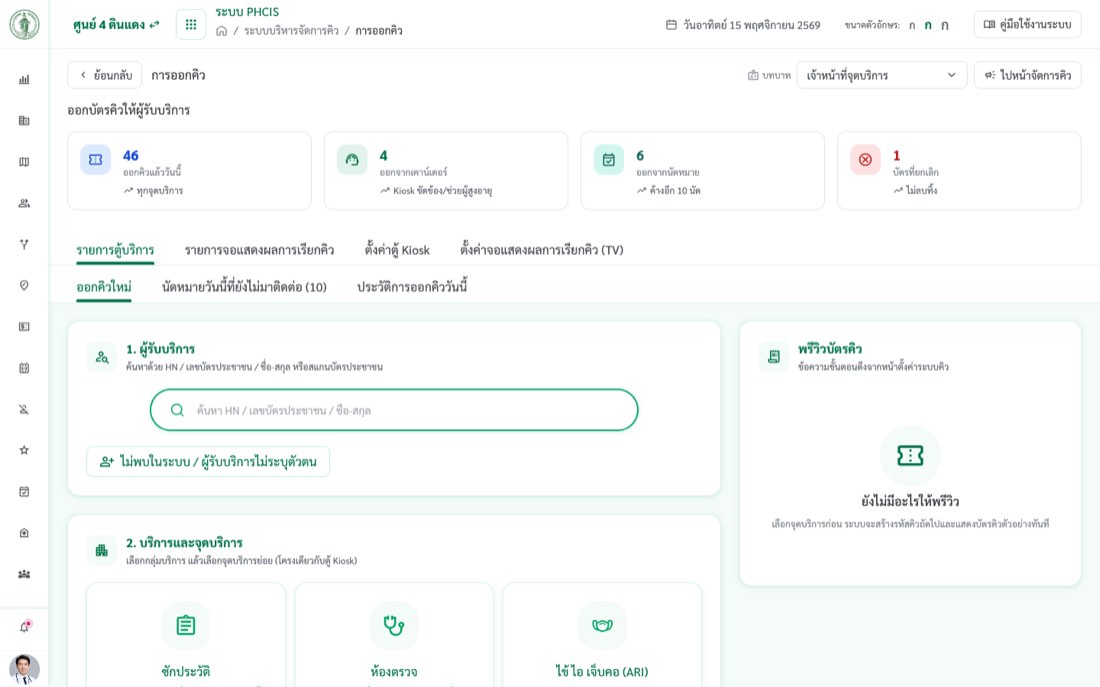 ศูนย์ 4 ดินแดง
ระบบ PHCIS
ระบบบริหารจัดการคิว / การออกคิว
วันอาทิตย์ 15 พฤศจิกายน 2569
ขนาดตัวอักษร: ก ก ก
คู่มือใช้งานระบบ
ย้อนกลับ
การออกคิว
บทบาท
เจ้าหน้าที่จุดบริการ
ไปหน้าจัดการคิว
ออกบัตรคิวให้ผู้รับบริการ
46
ออกคิวแล้ววันนี้
ทุกจุดบริการ
4
ออกจากเคาน์เตอร์
Kiosk ขัดข้อง/ช่วยผู้สูงอายุ
6
ออกจากนัดหมาย
ค้างอีก 10 นัด
1
บัตรที่ยกเลิก
ไม่ลบทิ้ง
รายการตู้บริการ
รายการจอแสดงผลการเรียกคิว
ตั้งค่าตู้ Kiosk
ตั้งค่าจอแสดงผลการเรียกคิว (TV)
ออกคิวใหม่
นัดหมายวันนี้ที่ยังไม่มาติดต่อ (10)
ประวัติการออกคิววันนี้
1. ผู้รับบริการ
ค้นหาด้วย HN / เลขบัตรประชาชน / ชื่อ-สกุล หรือสแกนบัตรประชาชน
ค้นหา HN / เลขบัตรประชาชน / ชื่อ-สกุล
ไม่พบในระบบ / ผู้รับบริการไม่ระบุตัวตน
พรีวิวบัตรคิว
ข้อความขั้นตอนดึงจากหน้าตั้งค่าระบบคิว
ยังไม่มีอะไรให้พรีวิว
เลือกจุดบริการก่อน ระบบจะสร้างรหัสคิวถัดไปและแสดงบัตรคิวตัวอย่างทันที
2. บริการและจุดบริการ
เลือกกลุ่มบริการ แล้วเลือกจุดบริการย่อย (โครงเดียวกับตู้ Kiosk)
ซักประวัติ
ห้องตรวจ
ไข้ ไอ เจ็บคอ (ARI)